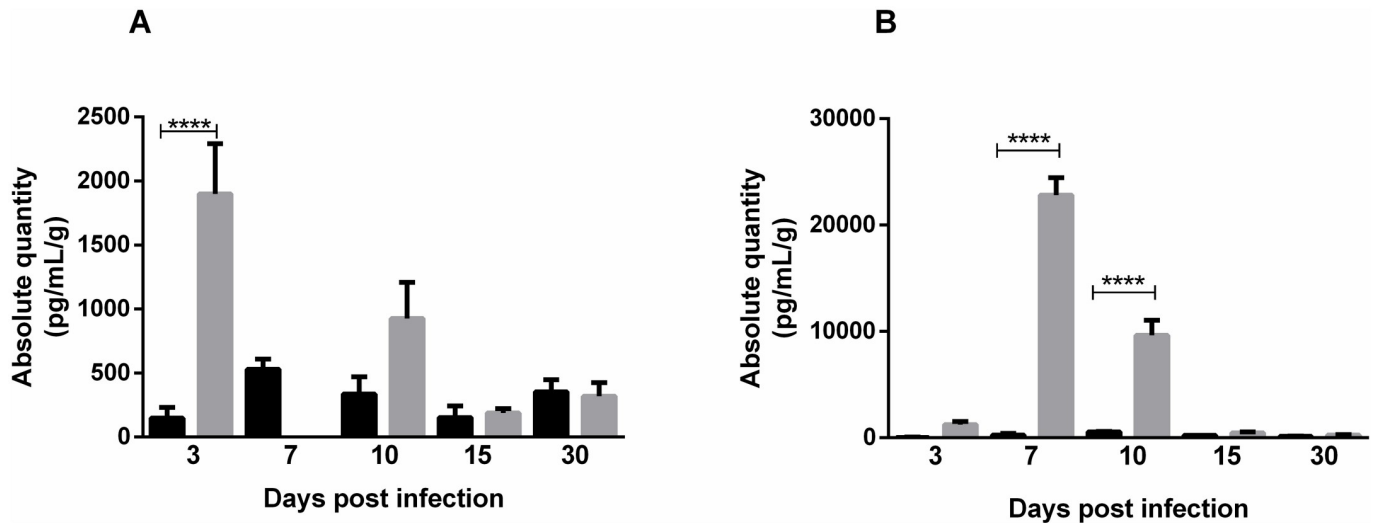 A
Absolute quantity
(pg/mL/g)
2500
2000
1500
1000
500
0
****
3 7 10 15 30
Days post infection
B
Absolute quantity
(pg/mL/g)
30000
20000
10000
0
****
****
3 7 10 15 30
Days post infection